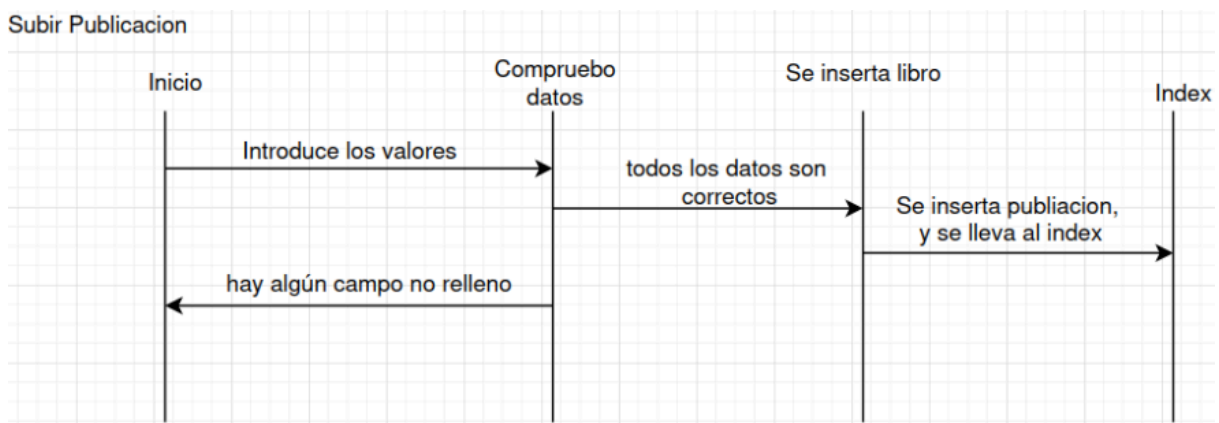 Subir Publicacion
Inicio
Compruebo
datos
Se inserta libro
Index
Introduce los valores
todos los datos son
correctos
Se inserta publiacion,
y se lleva al index
hay algún campo no relleno